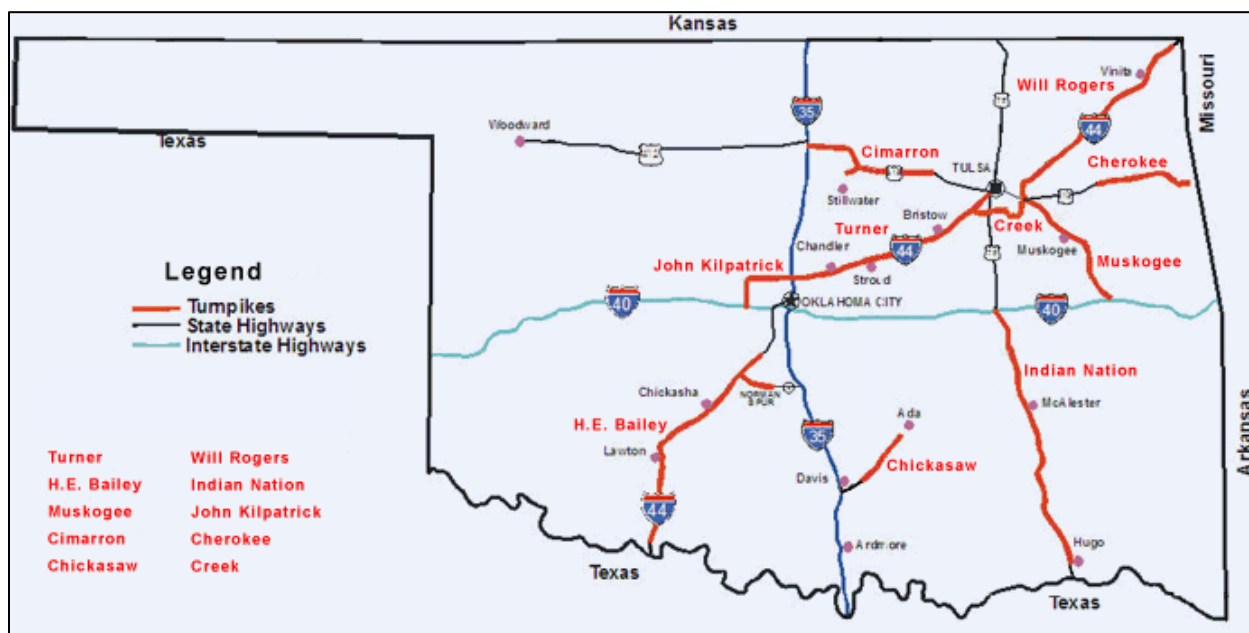 Kansas
Missouri
Arkansas
Texas
Texas
Texas
Woodward
35
Cimarron
Stillwater
TULSA
Will Rogers
Vinita
44
Cherokee
Bristow
Turner
Creek
Chandler
Muskogee
44
Muskogee
Stroud
John Kilpatrick
40
OKLAHOMA CITY
40
Indian Nation
McAlester
Chickasha
NORMAN
SPUR
H.E. Bailey
Lawton
44
35
Ada
Chickasaw
Davis
Ardmore
Hugo
Legend
Turnpikes
State Highways
Interstate Highways
Turner
H.E. Bailey
Muskogee
Cimarron
Chickasaw
Will Rogers
Indian Nation
John Kilpatrick
Cherokee
Creek